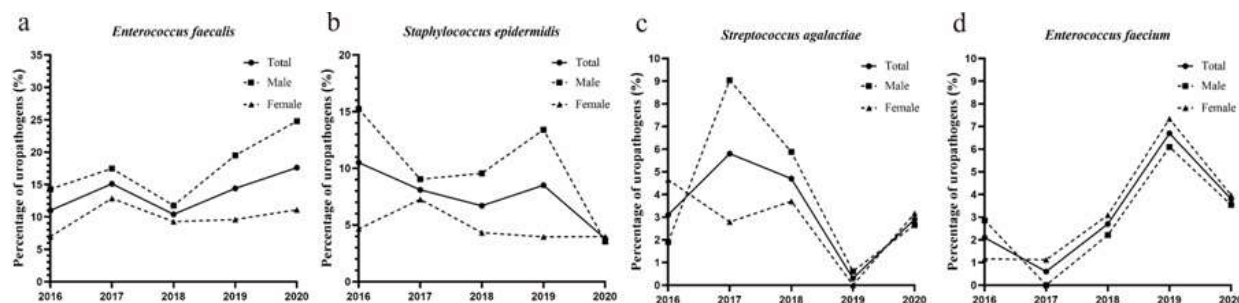 a
Enterococcus faecalis
Percentage of uropathogens (%)
35
30
25
20
15
10
5
0
2016 2017 2018 2019 2020
Total
Male
Female
b
Staphylococcus epidermidis
Percentage of uropathogens (%)
20
15
10
5
0
2016 2017 2018 2019 2020
Total
Male
Female
c
Streptococcus agalactiae
Percentage of uropathogens (%)
10
9
8
7
6
5
4
3
2
1
0
2016 2017 2018 2019 2020
Total
Male
Female
d
Enterococcus faecium
Percentage of uropathogens (%)
10
9
8
7
6
5
4
3
2
1
0
2016 2017 2018 2019 2020
Total
Male
Female